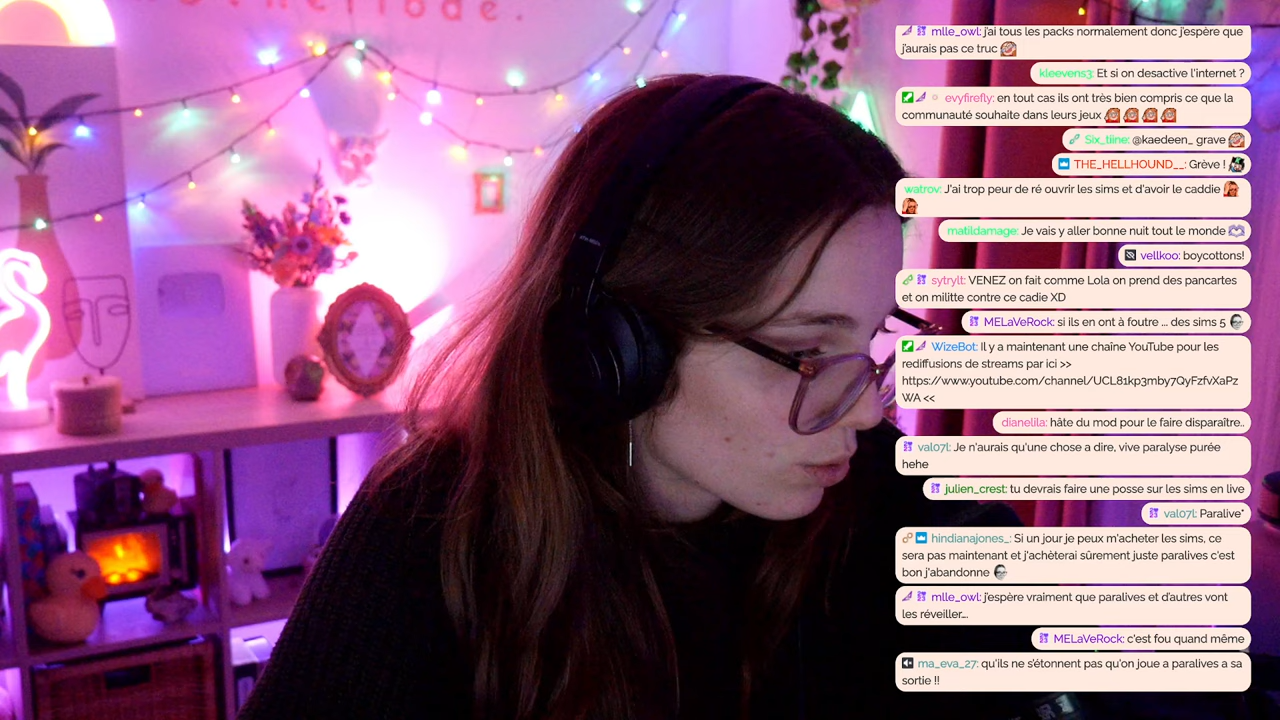 mlle_owl: j'ai tous les packs normalement donc j'espère que
j'aurais pas ce truc
kleevens3: Et si on desactive l'internet ?
evyfirefly: en tout cas ils ont très bien compris ce que la
communauté souhaite dans leurs jeux
Six_tiine: @kaedeen_ grave
THE_HELLHOUND__: Grève !
watrov: J'ai trop peur de ré ouvrir les sims et d'avoir le caddie
matildamage: Je vais y aller bonne nuit tout le monde
vellkoo: boycottons!
sytrylt: VENEZ on fait comme Lola on prend des pancartes
et on militte contre ce cadie XD
MELaVeRock: si ils en ont à foutre ... des sims 5
WizeBot: Il y a maintenant une chaîne YouTube pour les
rediffusions de streams par ici >>
https://www.youtube.com/channel/UCL81kp3mby7QyFzfvXaPz
WA <<
dianelila: hâte du mod pour le faire disparaître..
val07l: Je n'aurais qu'une chose a dire, vive paralyse purée
hehe
julien_crest: tu devrais faire une posse sur les sims en live
val07l: Paralive*
hindianajones_: Si un jour je peux m'acheter les sims, ce
sera pas maintenant et j'achèterai sûrement juste paralives c'est
bon j'abandonne
mlle_owl: j'espère vraiment que paralives et d'autres vont
les réveiller...
MELaVeRock: c'est fou quand même
ma_eva_27: qu'ils ne s'étonnent pas qu'on joue a paralives a sa
sortie !!